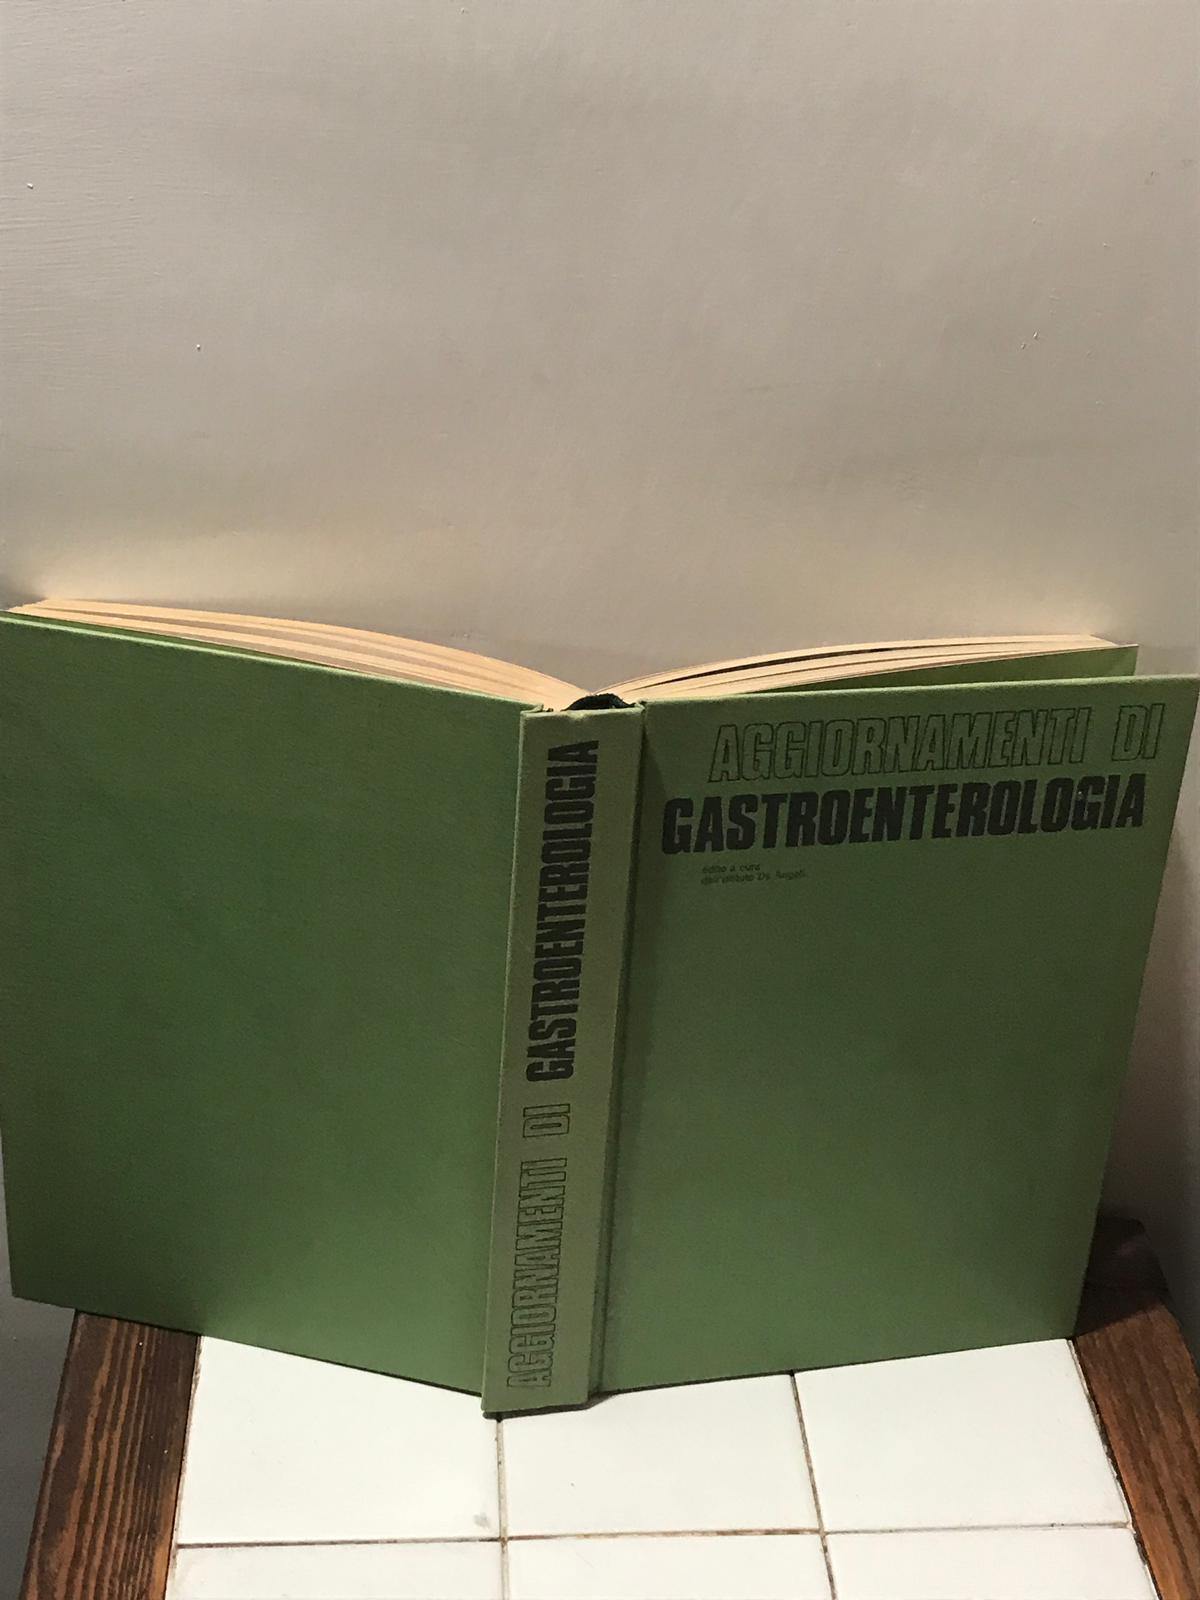 AGGIORNAMENTI DI
GASTROENTEROLOGIA
edito a cura
dell'istituto De Angeli
AGGIORNAMENTI DI GASTROENTEROLOGIA